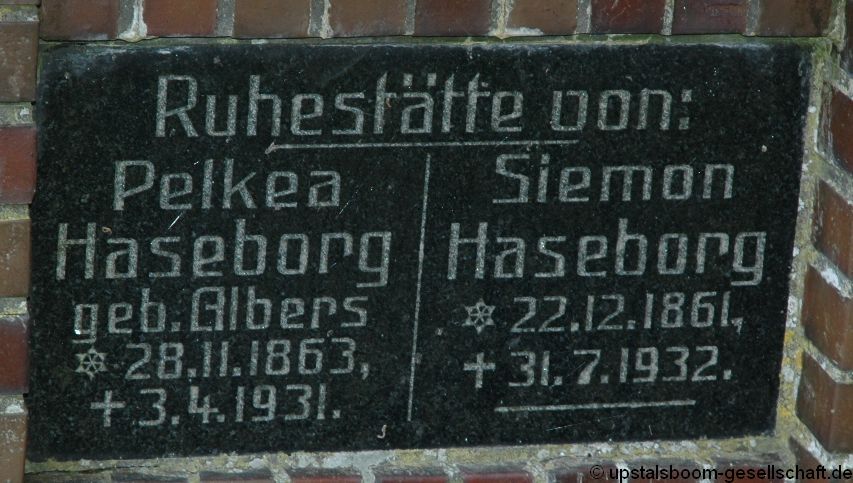 Ruhestätte von:
Pelkea
Haseborg
geb. Albers
* 28.11.1863,
+ 3.4.1931.
Siemon
Haseborg
* 22.12.1861,
+ 31.7.1932.
© upstalsboom-gesellschaft.de